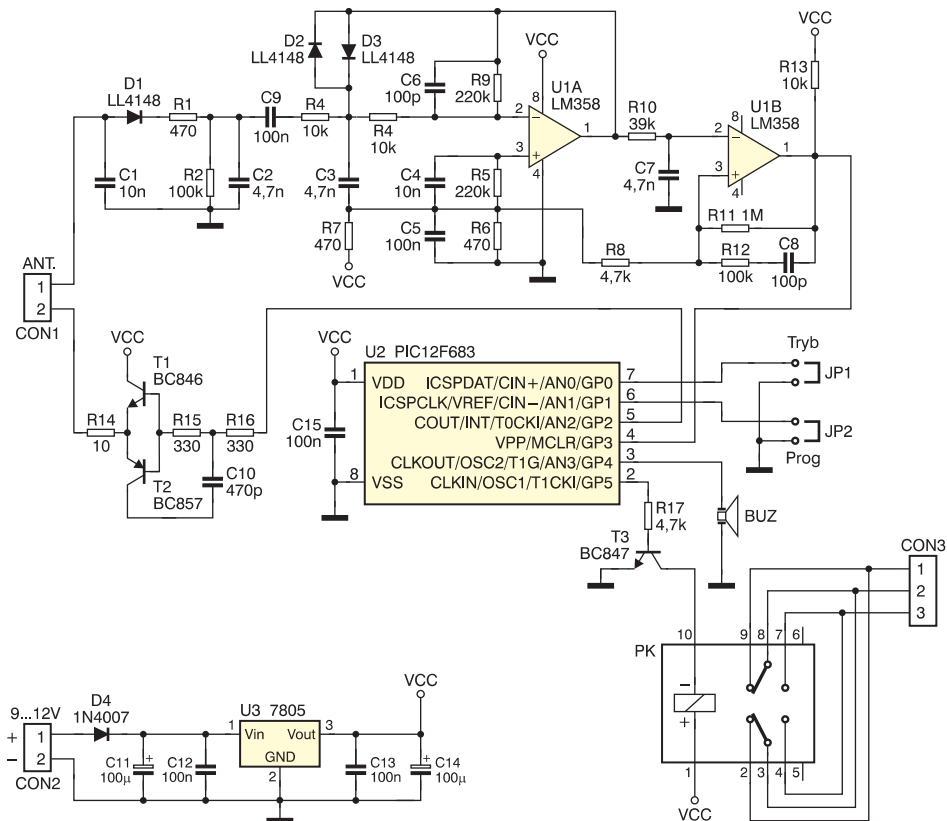 D2
LL4148
D3
LL4148
D1
LL4148
R1
470
C9
100n
R4
10k
R4
10k
C6
100p
R9
220k
VCC
8
U1A
LM358
2
3
1
4
R10
39k
C7
4,7n
VCC
R13
10k
U1B
LM358
8
2
3
1
4
C1
10n
R2
100k
C2
4,7n
C3
4,7n
C4
10n
R5
220k
R7
470
VCC
C5
100n
R6
470
R8
4,7k
R11 1M
R12
100k
C8
100p
ANT.
1
2
CON1
VCC
T1
BC846
R14
10
R15
330
R16
330
C10
470p
T2
BC857
VCC
C15
100n
U2 PIC12F683
1 VDD
8 VSS
ICSPDAT/CIN+/AN0/GP0 7
ICSPCLK/VREF/CIN−/AN1/GP1 6
COUT/INT/T0CKI/AN2/GP2 5
VPP/MCLR/GP3 4
CLKOUT/OSC2/T1G/AN3/GP4 3
CLKIN/OSC1/T1CKI/GP5 2
Tryb
JP1
JP2
Prog
R17
4,7k
BUZ
T3
BC847
CON3
1
2
3
PK
10 9 8 7 6
−
+
1 2 3 4 5
VCC
9...12V
+ 1
− 2
CON2
D4
1N4007
C11
100µ
+
C12
100n
U3 7805
1 Vin Vout 3
GND
2
C13
100n
VCC
+
C14
100µ